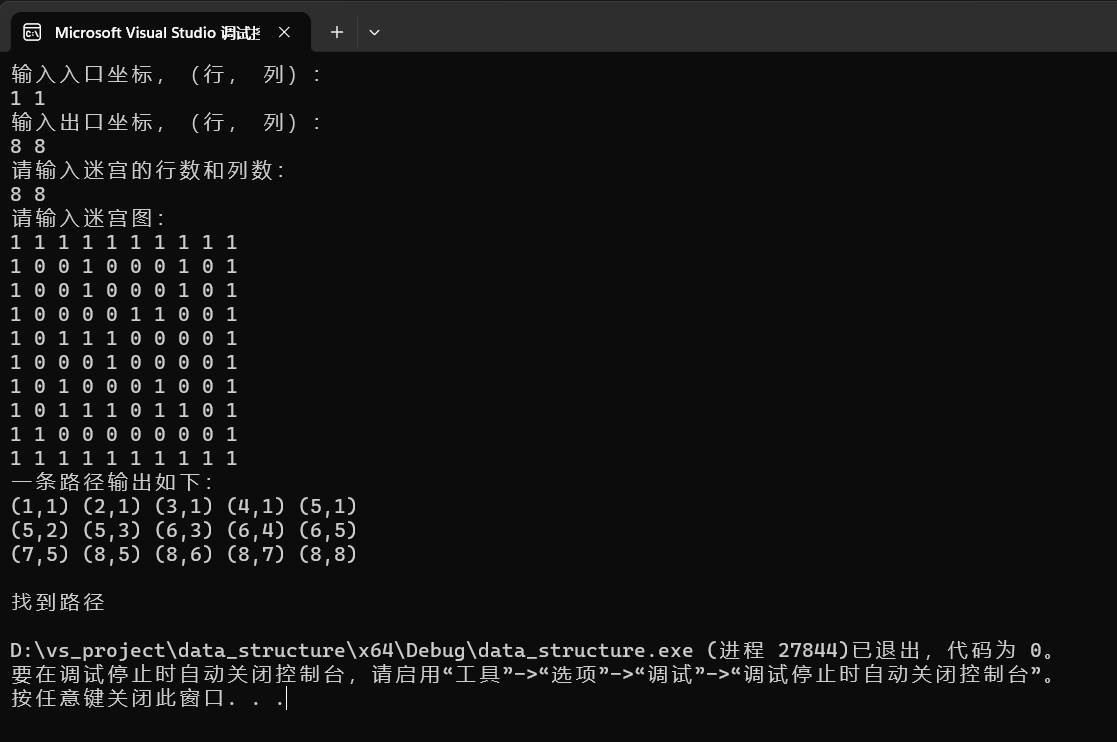 Microsoft Visual Studio 调试
输入入口坐标，（行， 列）：
1 1
输入出口坐标，（行， 列）：
8 8
请输入迷宫的行数和列数：
8 8
请输入迷宫图：
1 1 1 1 1 1 1 1 1 1
1 0 0 1 0 0 0 1 0 1
1 0 0 1 0 0 0 1 0 1
1 0 0 0 0 1 1 0 0 1
1 0 1 1 1 0 0 0 0 1
1 0 0 0 1 0 0 0 0 1
1 0 1 0 0 0 1 0 0 1
1 0 1 1 1 0 1 1 0 1
1 1 0 0 0 0 0 0 0 1
1 1 1 1 1 1 1 1 1 1
一条路径输出如下：
(1,1) (2,1) (3,1) (4,1) (5,1)
(5,2) (5,3) (6,3) (6,4) (6,5)
(7,5) (8,5) (8,6) (8,7) (8,8)
找到路径
D:\vs_project\data_structure\x64\Debug\data_structure.exe (进程 27844)已退出，代码为 0。
要在调试停止时自动关闭控制台，请启用“工具”->“选项”->“调试”->“调试停止时自动关闭控制台”。
按任意键关闭此窗口. . .